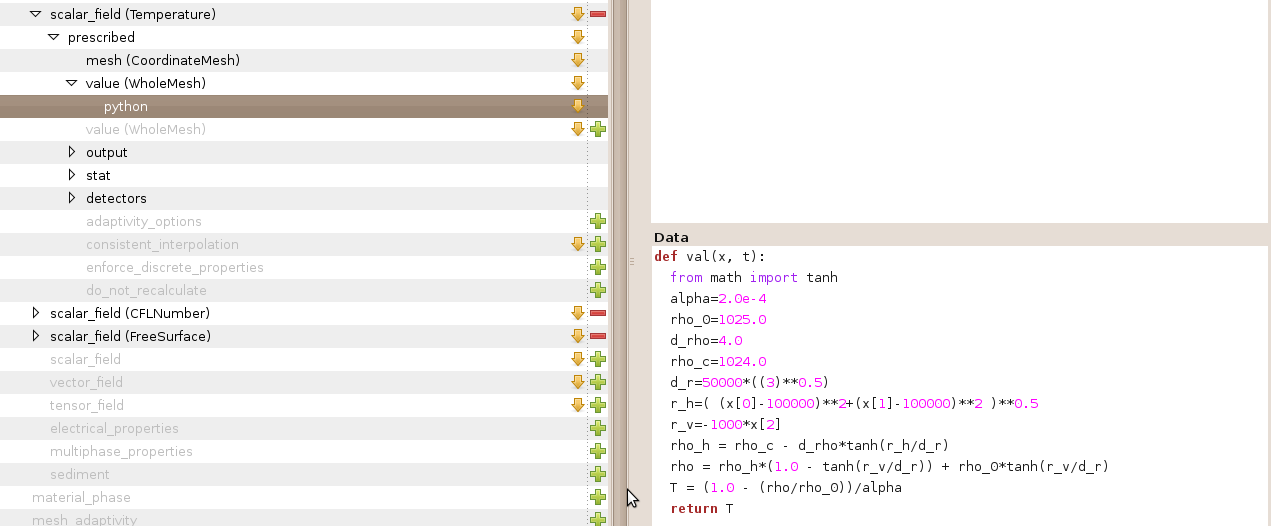 scalar_field (Temperature)
prescribed
mesh (CoordinateMesh)
value (WholeMesh)
python
value (WholeMesh)
output
stat
detectors
adaptivity_options
consistent_interpolation
enforce_discrete_properties
do_not_recalculate
scalar_field (CFLNumber)
scalar_field (FreeSurface)
scalar_field
vector_field
tensor_field
electrical_properties
multiphase_properties
sediment
material_phase
mesh_adaptivity
Data
def val(x, t):
  from math import tanh
  alpha=2.0e-4
  rho_0=1025.0
  d_rho=4.0
  rho_c=1024.0
  d_r=50000*((3)**0.5)
  r_h=( (x[0]-100000)**2+(x[1]-100000)**2 )**0.5
  r_v=-1000*x[2]
  rho_h = rho_c - d_rho*tanh(r_h/d_r)
  rho = rho_h*(1.0 - tanh(r_v/d_r)) + rho_0*tanh(r_v/d_r)
  T = (1.0 - (rho/rho_0))/alpha
  return T